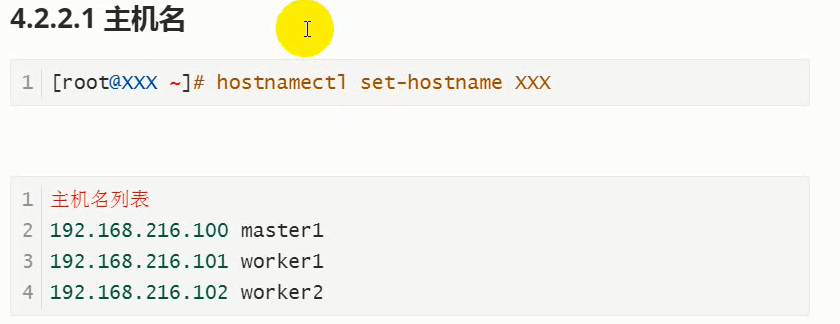 4.2.2.1 主机名
1 [root@XXX ~]# hostnamectl set-hostname XXX
1 主机名列表
2 192.168.216.100 master1
3 192.168.216.101 worker1
4 192.168.216.102 worker2